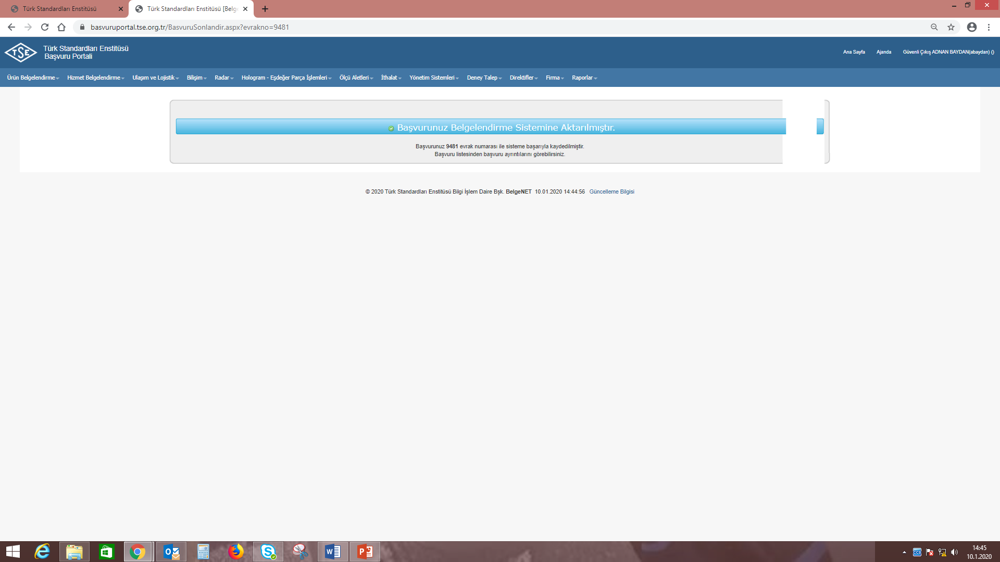 Türk Standardları Enstitüsü
Türk Standardları Enstitüsü [Belge
basvuruportal.tse.org.tr/BasvuruSonlandir.aspx?evrakno=9481
TSE
Türk Standardları Enstitüsü
Başvuru Portali
Ana Sayfa Ajanda Güvenli Çıkış ADNAN BAYDAN(abaydan) ()
Ürün Belgelendirme Hizmet Belgelendirme Ulaşım ve Lojistik Bilişim Radar Hologram - Eşdeğer Parça İşlemleri Ölçü Aletleri İthalat Yönetim Sistemleri Deney Talep Direktifler Firma Raporlar
Başvurunuz Belgelendirme Sistemine Aktarılmıştır.
Başvurunuz 9481 evrak numarası ile sisteme başarıyla kaydedilmiştir.
Başvuru listesinden başvuru ayrıntılarını görebilirsiniz.
© 2020 Türk Standardları Enstitüsü Bilgi İşlem Daire Bşk. BelgeNET 10.01.2020 14:44:56 Güncelleme Bilgisi
14:45
10.1.2020